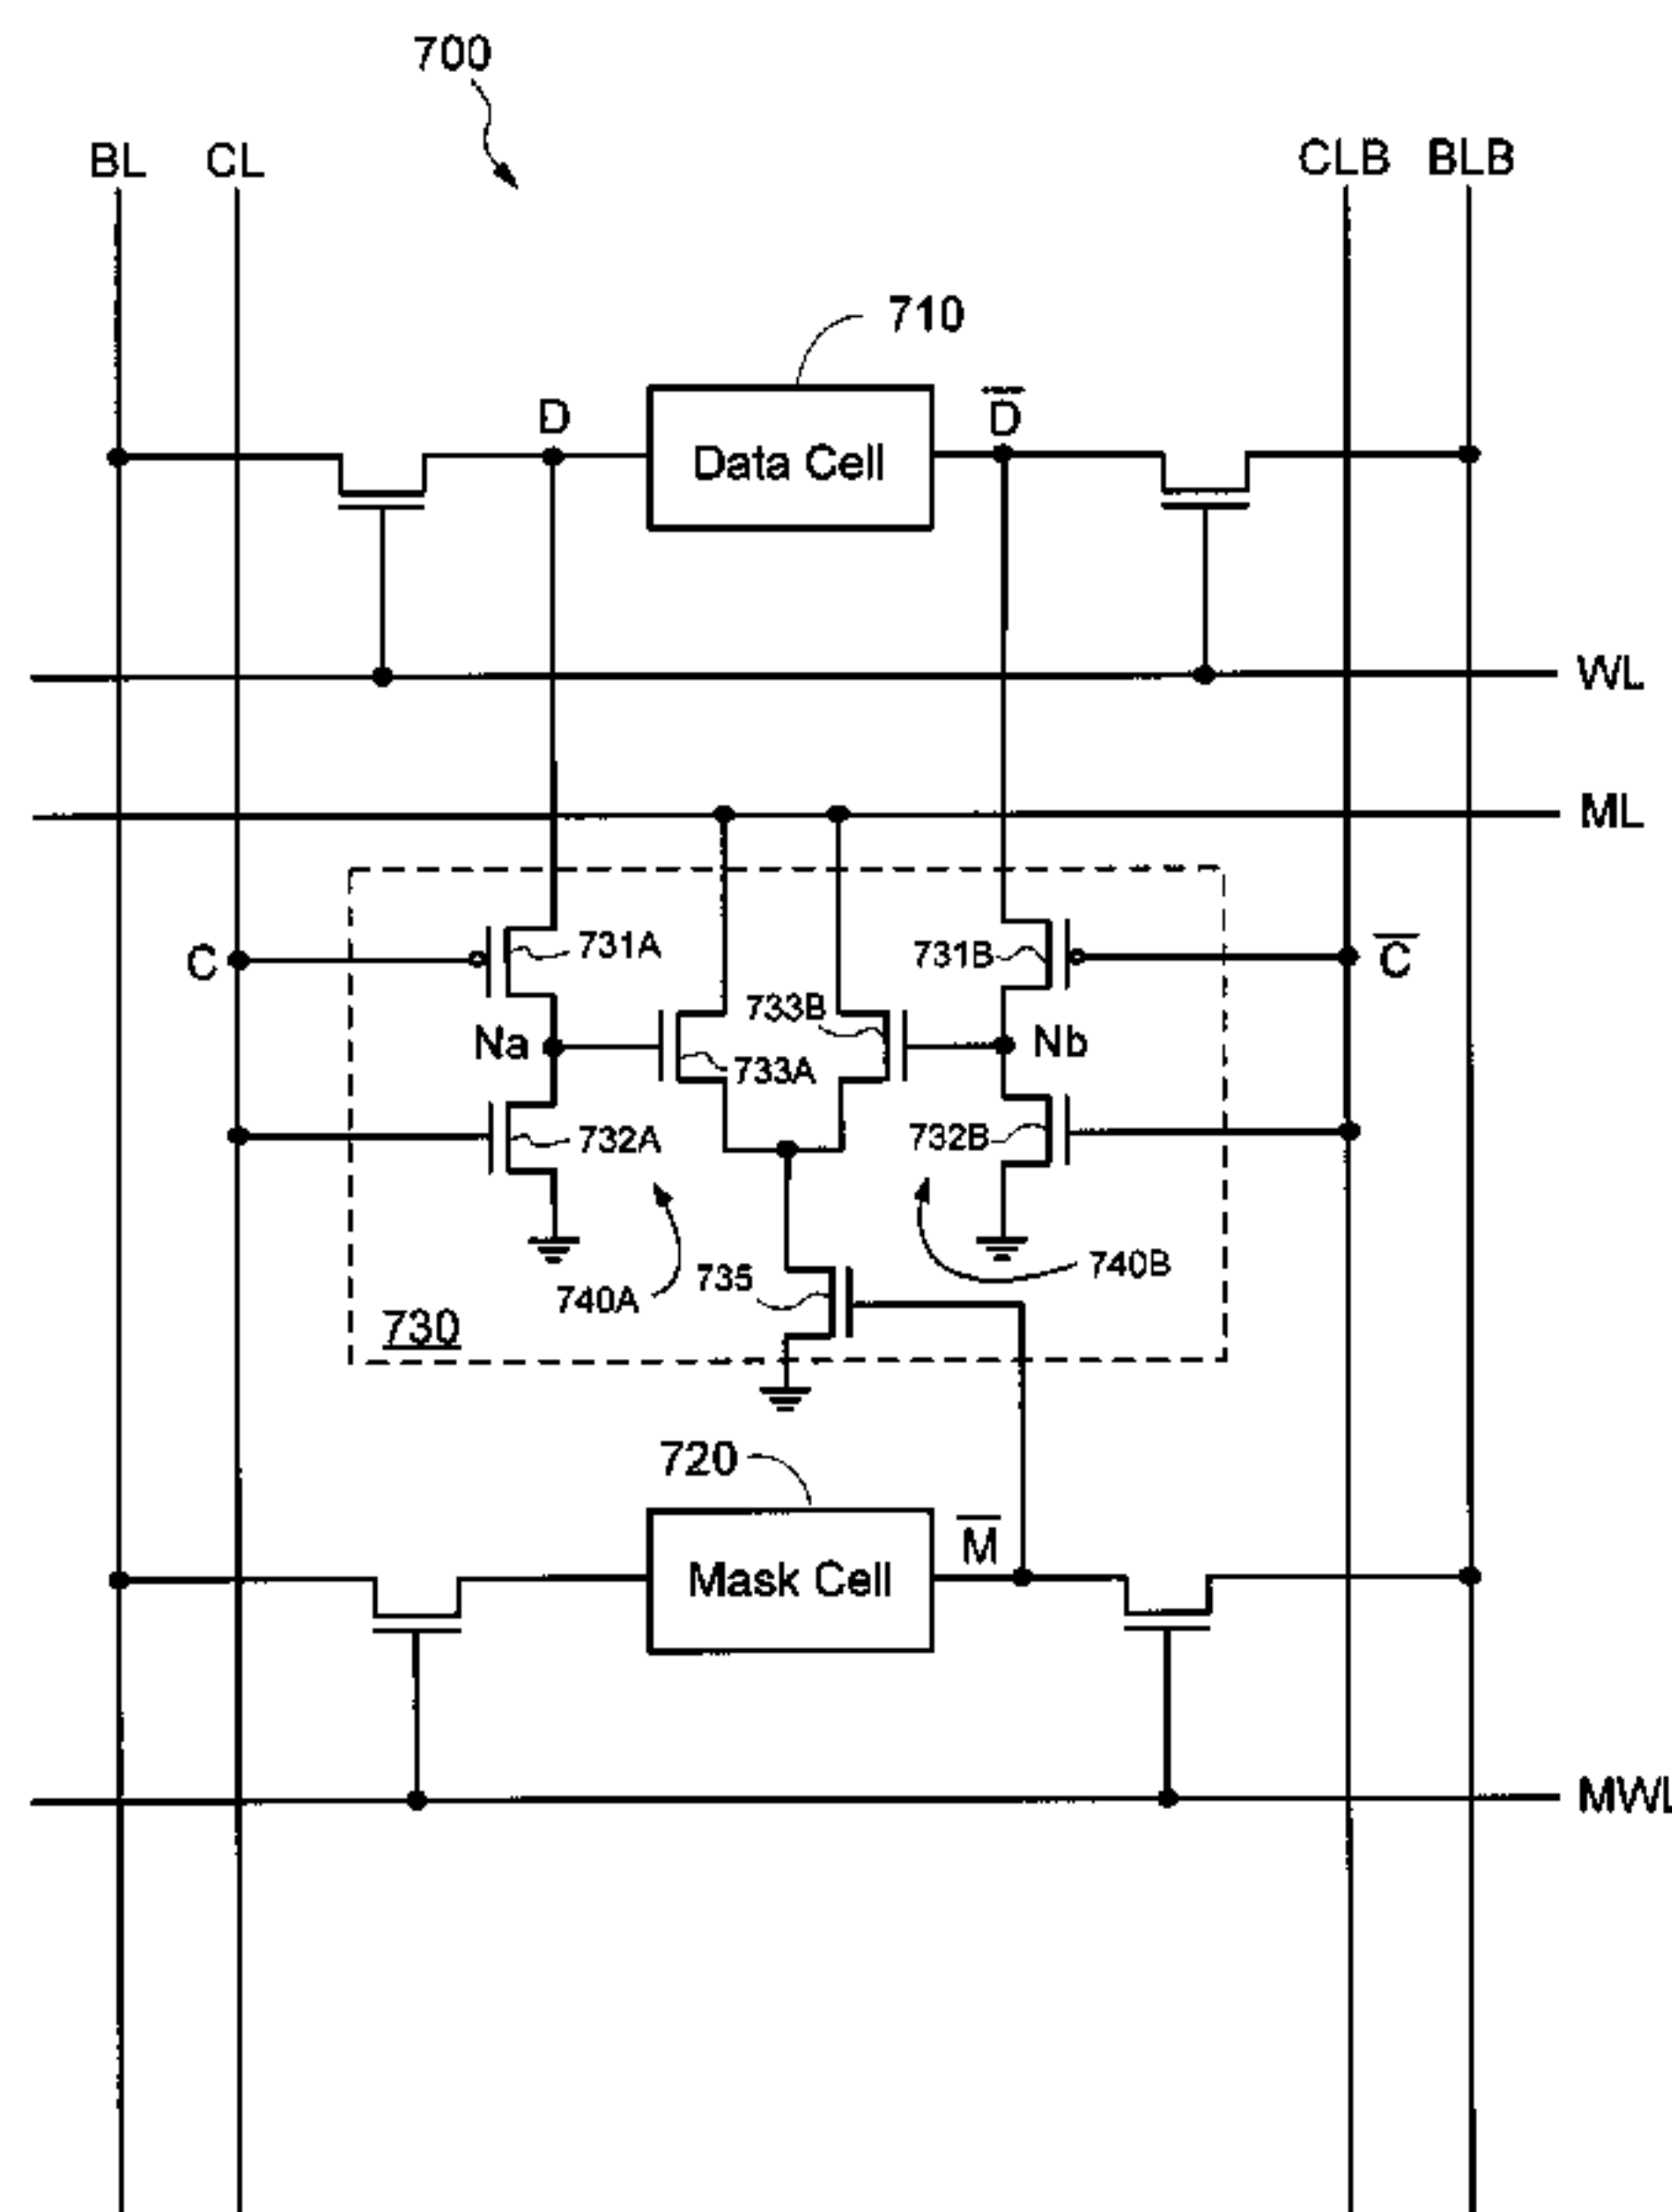 700
BL
CL
CLB
BLB
710
D
D̅
Data Cell
WL
ML
C
731A
731B
C̅
733B
Na
Nb
733A
732A
732B
735
740B
740A
730
720
M̅
Mask Cell
MWL